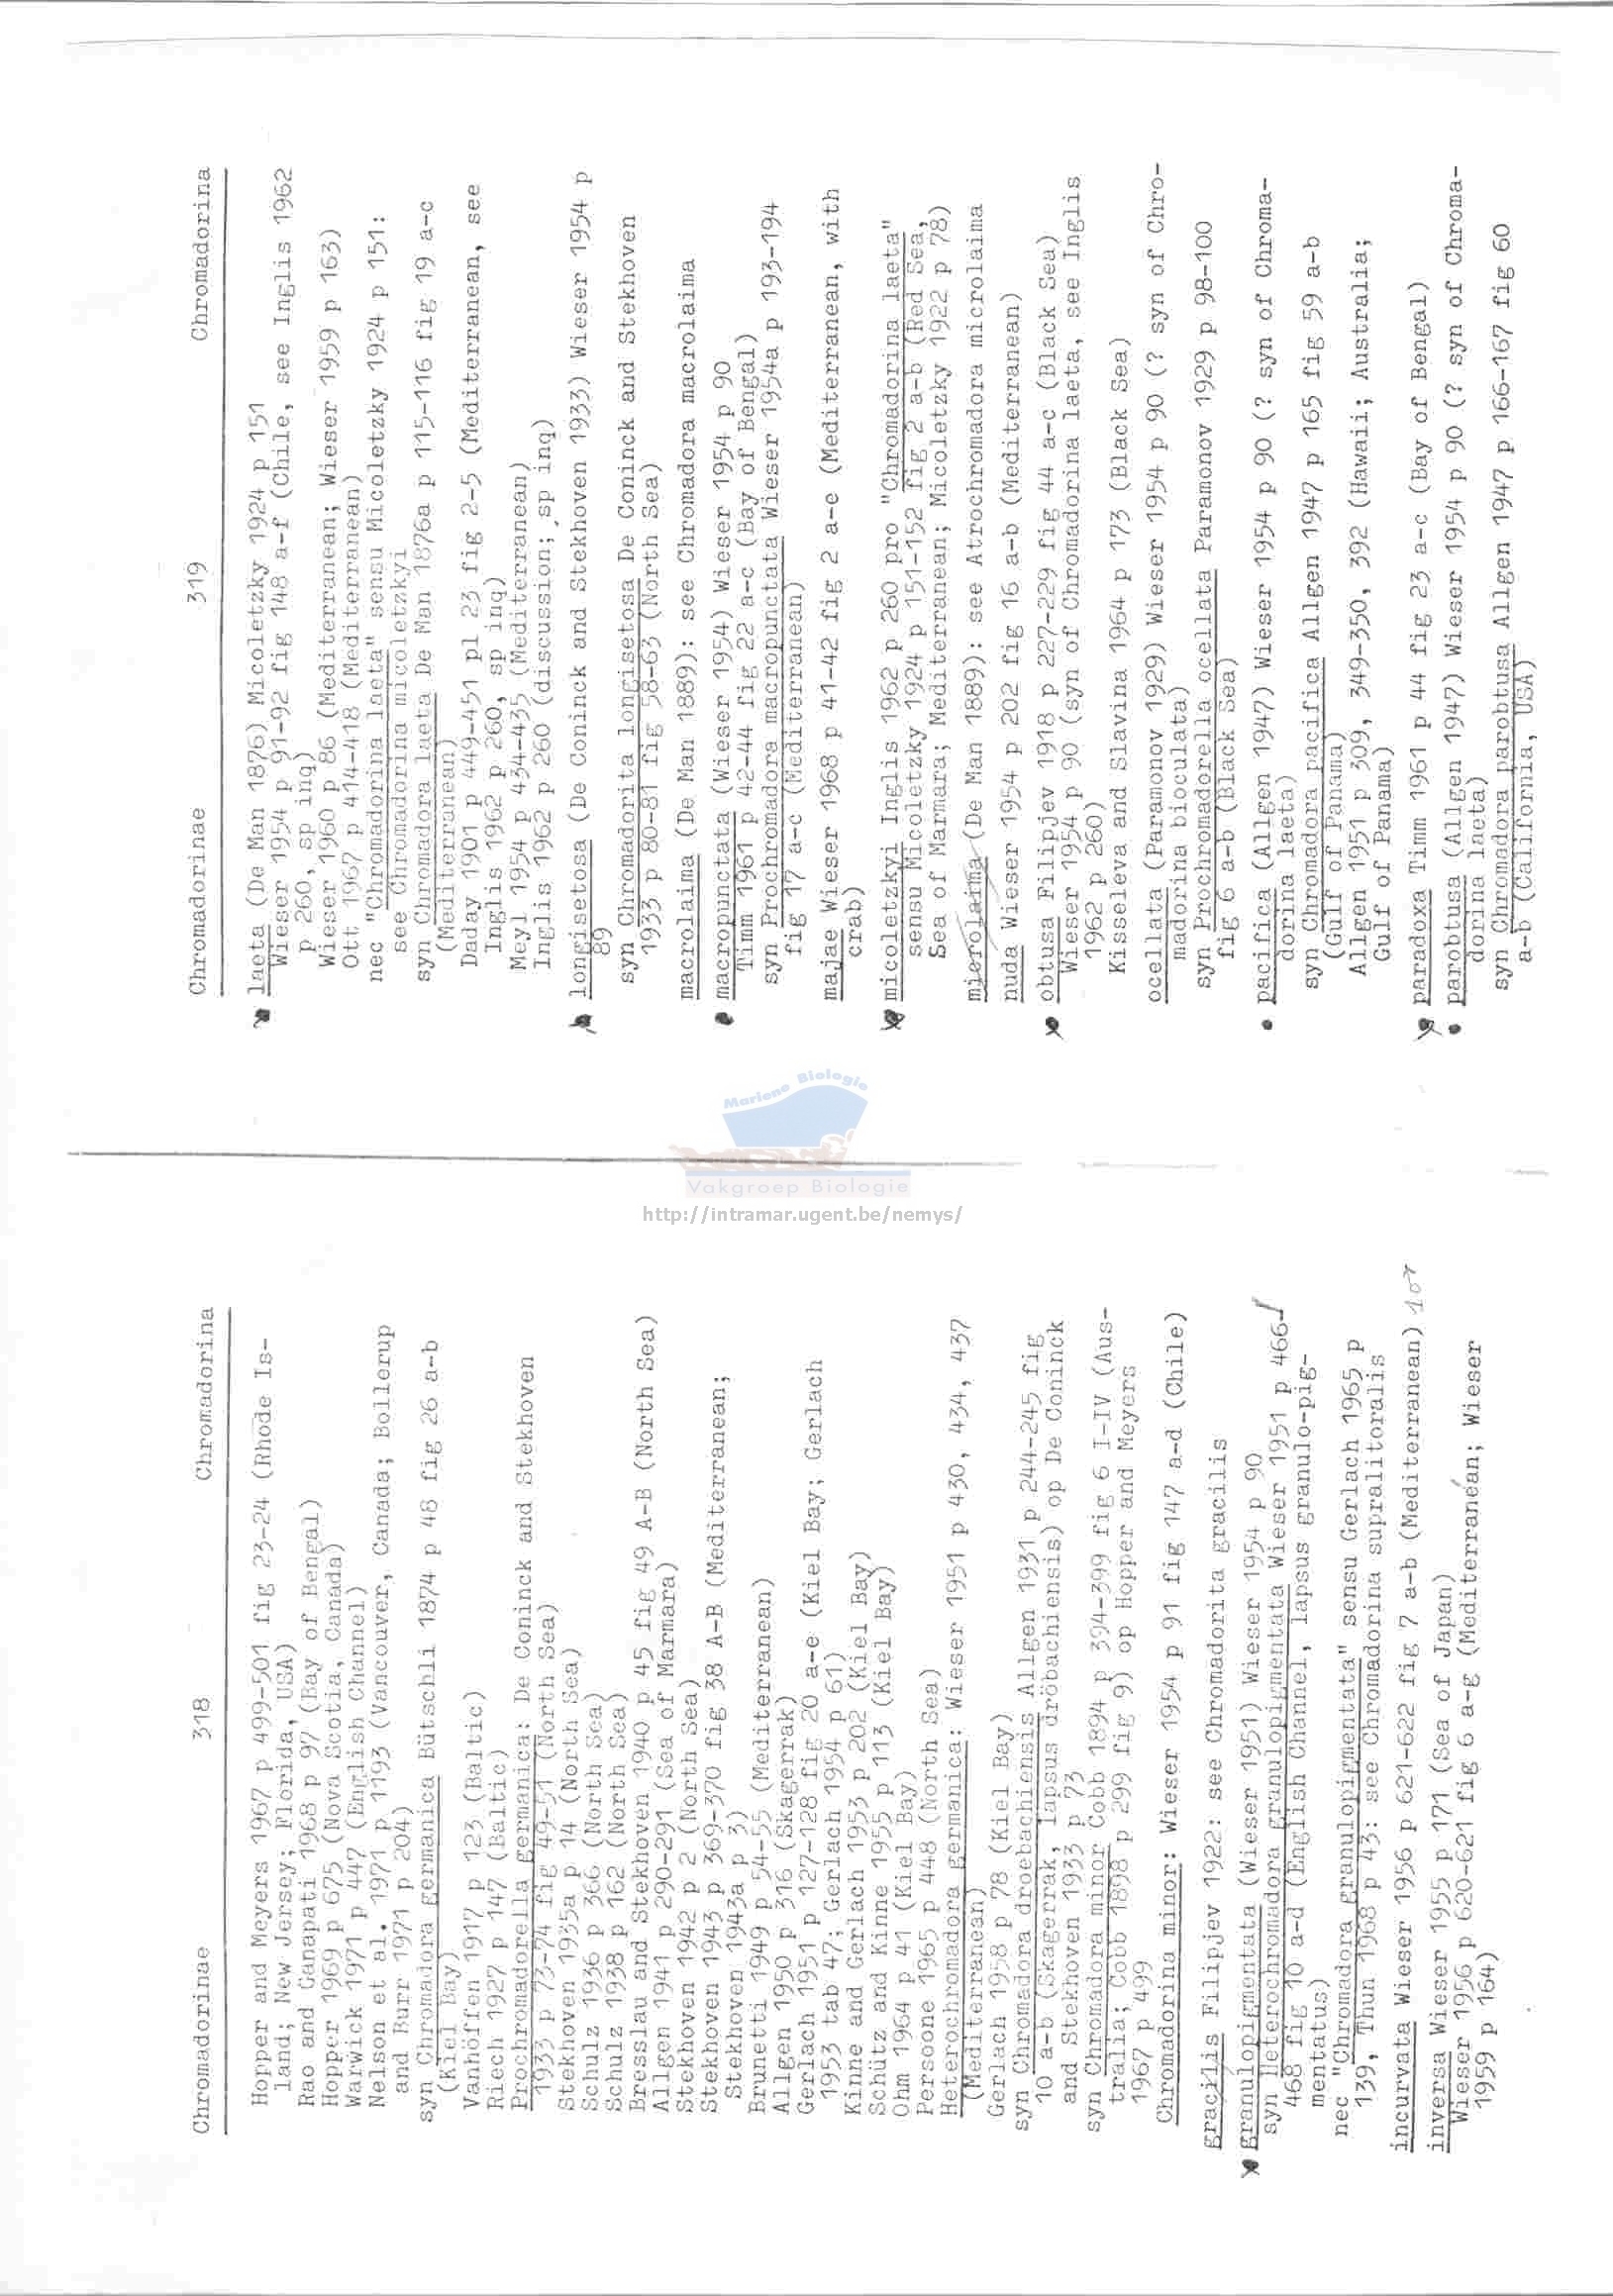 Chromadorinae 318 Chromadorina
Hopper and Meyers 1967 p 499-501 fig 23-24 (Rhode Is-
land; New Jersey; Florida, USA)
Rao and Ganapati 1968 p 97 (Bay of Bengal)
Hopper 1969 p 675 (Nova Scotia, Canada)
Warwick 1971 p 447 (English Channel)
Nelson et al. 1971 p 1193 (Vancouver, Canada; Bollerup
and Burr 1971 p 204)
syn Chromadora germanica Bütschli 1874 p 48 fig 26 a-b
(Kiel Bay)
Vanhöffen 1917 p 123 (Baltic)
Riech 1927 p 147 (Baltic)
Prochromadorella germanica: De Coninck and Stekhoven
1933 p 73-74 fig 49-51 (North Sea)
Stekhoven 1935a p 14 (North Sea)
Schulz 1936 p 366 (North Sea)
Schulz 1938 p 162 (North Sea)
Bresslau and Stekhoven 1940 p 45 fig 49 A-B (North Sea)
Allgen 1941 p 290-291 (Sea of Marmara)
Stekhoven 1942 p 2 (North Sea)
Stekhoven 1943 p 369-370 fig 38 A-B (Mediterranean;
Stekhoven 1943a p 3)
Brunetti 1949 p 54-55 (Mediterranean)
Allgen 1950 p 316 (Skagerrak)
Gerlach 1951 p 127-128 fig 20 a-e (Kiel Bay; Gerlach
1953 tab 47; Gerlach 1954 p 61)
Kinne and Gerlach 1953 p 202 (Kiel Bay)
Schütz and Kinne 1955 p 113 (Kiel Bay)
Ohm 1964 p 41 (Kiel Bay)
Persoone 1965 p 448 (North Sea)
Heterochromadora germanica: Wieser 1951 p 430, 434, 437
(Mediterranean)
Gerlach 1958 p 78 (Kiel Bay)
syn Chromadora droebachiensis Allgen 1931 p 244-245 fig
10 a-b (Skagerrak, lapsus dröbachiensis) op De Coninck
and Stekhoven 1933 p 73
syn Chromadora minor Cobb 1894 p 394-399 fig 6 I-IV (Aus-
tralia; Cobb 1898 p 299 fig 9) op Hopper and Meyers
1967 p 499
Chromadorina minor: Wieser 1954 p 91 fig 147 a-d (Chile)
gracilis Filipjev 1922: see Chromadorita gracilis
granulopigmentata (Wieser 1951) Wieser 1954 p 90
syn Heterochromadora granulopigmentata Wieser 1951 p 466-
468 fig 10 a-d (English Channel, lapsus granulo-pig-
mentatus)
nec "Chromadora granulopigmentata" sensu Gerlach 1965 p
139, Thun 1968 p 43: see Chromadorina supralitoralis
incurvata Wieser 1956 p 621-622 fig 7 a-b (Mediterranean)
inversa Wieser 1955 p 171 (Sea of Japan)
Wieser 1956 p 620-621 fig 6 a-g (Mediterranean; Wieser
1959 p 164)
Chromadorinae 319 Chromadorina
laeta (De Man 1876) Micoletzky 1924 p 151
Wieser 1954 p 91-92 fig 148 a-f (Chile, see Inglis 1962
p 260, sp inq)
Wieser 1960 p 86 (Mediterranean; Wieser 1959 p 163)
Ott 1967 p 414-418 (Mediterranean)
nec "Chromadorina laeta" sensu Micoletzky 1924 p 151:
see Chromadorina micoletzkyi
syn Chromadora laeta De Man 1876a p 115-116 fig 19 a-c
(Mediterranean)
Daday 1901 p 449-451 pl 23 fig 2-5 (Mediterranean, see
Inglis 1962 p 260, sp inq)
Meyl 1954 p 434-435 (Mediterranean)
Inglis 1962 p 260 (discussion; sp inq)
longisetosa (De Coninck and Stekhoven 1933) Wieser 1954 p
89
syn Chromadorita longisetosa De Coninck and Stekhoven
1933 p 80-81 fig 58-63 (North Sea)
macrolaima (De Man 1889): see Chromadora macrolaima
macropunctata (Wieser 1954) Wieser 1954 p 90
Timm 1961 p 42-44 fig 22 a-c (Bay of Bengal)
syn Prochromadora macropunctata Wieser 1954a p 193-194
fig 17 a-c (Mediterranean)
majae Wieser 1968 p 41-42 fig 2 a-e (Mediterranean, with
crab)
micoletzkyi Inglis 1962 p 260 pro "Chromadorina laeta"
sensu Micoletzky 1924 p 151-152 fig 2 a-b (Red Sea,
Sea of Marmara; Mediterranean; Micoletzky 1922 p 78)
microlaima (De Man 1889): see Atrochromadora microlaima
nuda Wieser 1954 p 202 fig 16 a-b (Mediterranean)
obtusa Filipjev 1918 p 227-229 fig 44 a-c (Black Sea)
Wieser 1954 p 90 (syn of Chromadorina laeta, see Inglis
1962 p 260)
Kisseleva and Slavina 1964 p 173 (Black Sea)
ocellata (Paramonov 1929) Wieser 1954 p 90 (? syn of Chro-
madorina bioculata)
syn Prochromadorella ocellata Paramonov 1929 p 98-100
fig 6 a-b (Black Sea)
pacifica (Allgen 1947) Wieser 1954 p 90 (? syn of Chroma-
dorina laeta)
syn Chromadora pacifica Allgen 1947 p 165 fig 59 a-b
(Gulf of Panama)
Allgen 1951 p 309, 349-350, 392 (Hawaii; Australia;
Gulf of Panama)
paradoxa Timm 1961 p 44 fig 23 a-c (Bay of Bengal)
parobtusa (Allgen 1947) Wieser 1954 p 90 (? syn of Chroma-
dorina laeta)
syn Chromadora parobtusa Allgen 1947 p 166-167 fig 60
a-b (California, USA)
Mariene Biologie
Vakgroep Biologie
http://intramar.ugent.be/nemys/